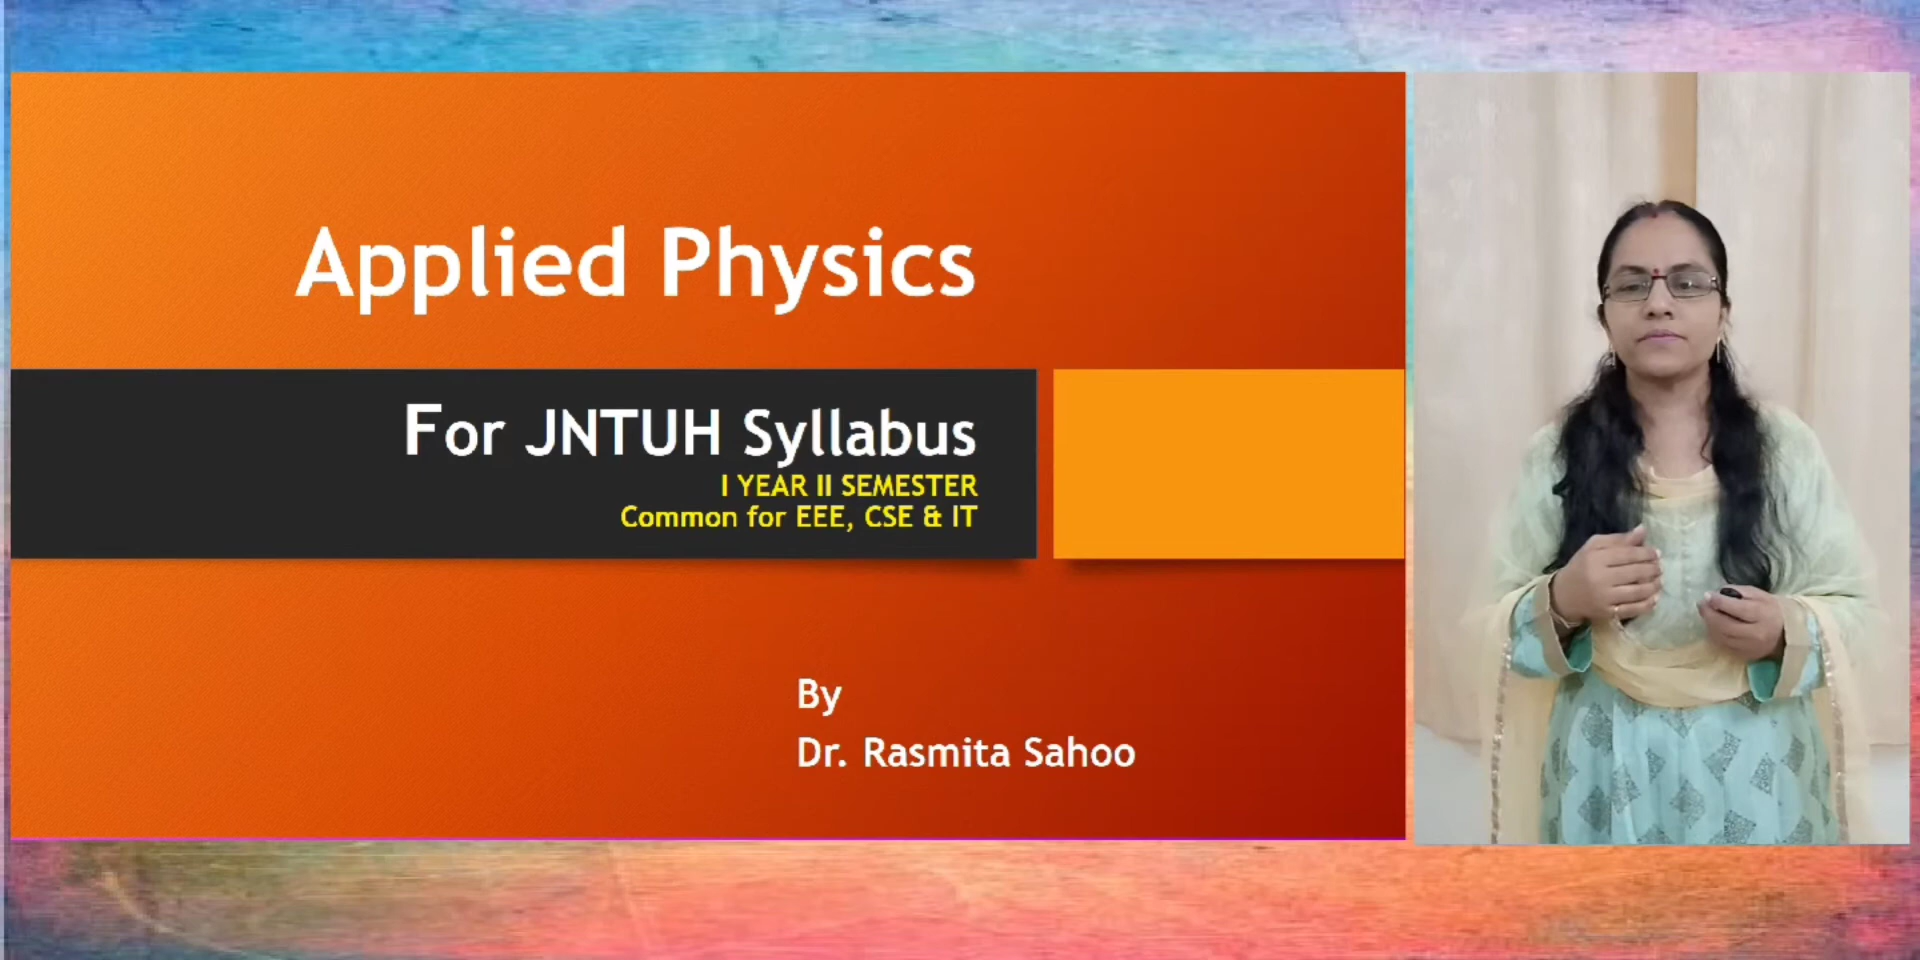 Applied Physics
For JNTUH Syllabus
I YEAR II SEMESTER
Common for EEE, CSE & IT
By
Dr. Rasmita Sahoo